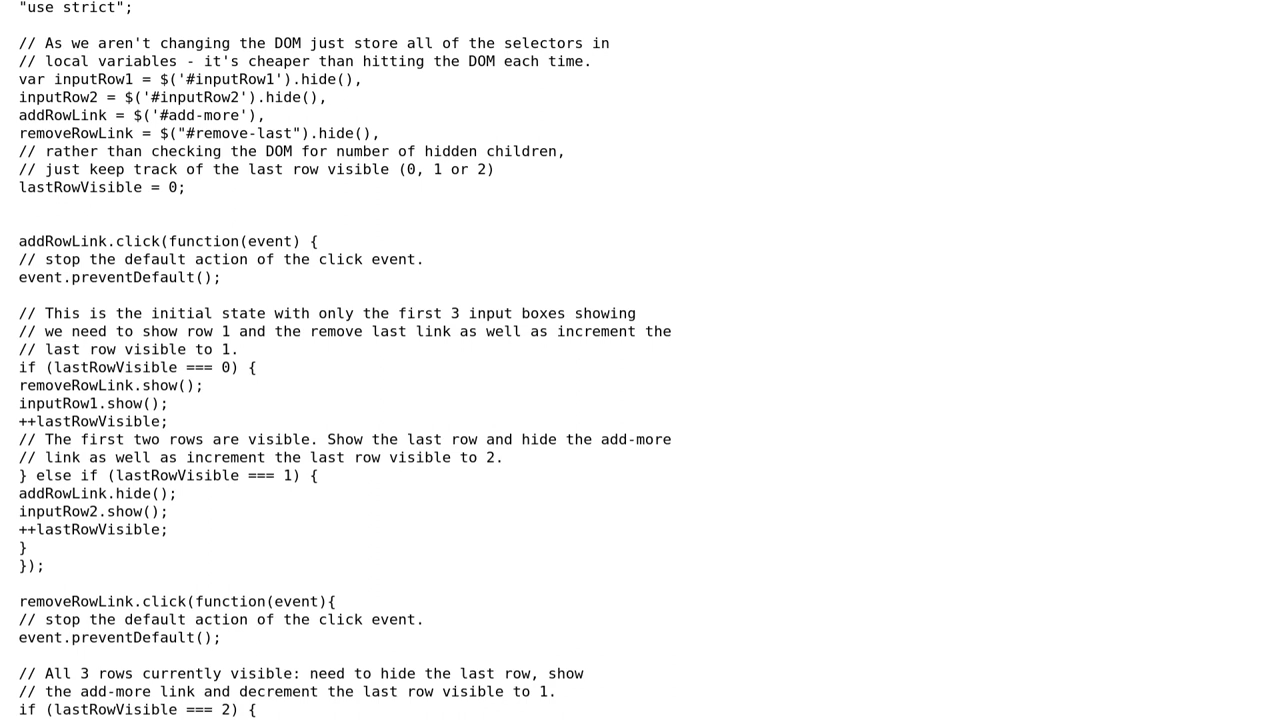 "use strict";

// As we aren't changing the DOM just store all of the selectors in
// local variables - it's cheaper than hitting the DOM each time.
var inputRow1 = $('#inputRow1').hide(),
inputRow2 = $('#inputRow2').hide(),
addRowLink = $('#add-more'),
removeRowLink = $("#remove-last").hide(),
// rather than checking the DOM for number of hidden children,
// just keep track of the last row visible (0, 1 or 2)
lastRowVisible = 0;


addRowLink.click(function(event) {
// stop the default action of the click event.
event.preventDefault();

// This is the initial state with only the first 3 input boxes showing
// we need to show row 1 and the remove last link as well as increment the
// last row visible to 1.
if (lastRowVisible === 0) {
removeRowLink.show();
inputRow1.show();
++lastRowVisible;
// The first two rows are visible. Show the last row and hide the add-more
// link as well as increment the last row visible to 2.
} else if (lastRowVisible === 1) {
addRowLink.hide();
inputRow2.show();
++lastRowVisible;
}
});

removeRowLink.click(function(event){
// stop the default action of the click event.
event.preventDefault();

// All 3 rows currently visible: need to hide the last row, show
// the add-more link and decrement the last row visible to 1.
if (lastRowVisible === 2) {